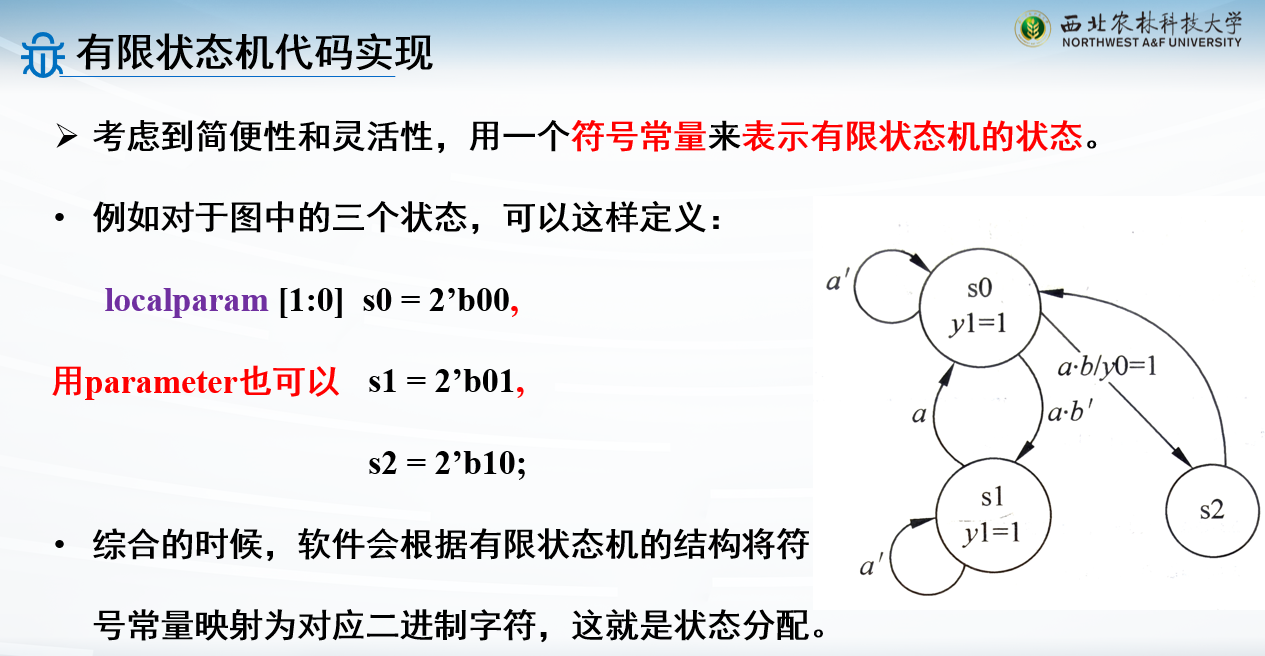 有限状态机代码实现
西北农林科技大学
NORTHWEST A&F UNIVERSITY
考虑到简便性和灵活性，用一个符号常量来表示有限状态机的状态。
• 例如对于图中的三个状态，可以这样定义：
localparam [1:0] s0 = 2’b00,
用parameter也可以 s1 = 2’b01,
s2 = 2’b10;
• 综合的时候，软件会根据有限状态机的结构将符
号常量映射为对应二进制字符，这就是状态分配。
a′
s0
y1=1
a·b/y0=1
a
a·b′
s1
y1=1
s2
a′